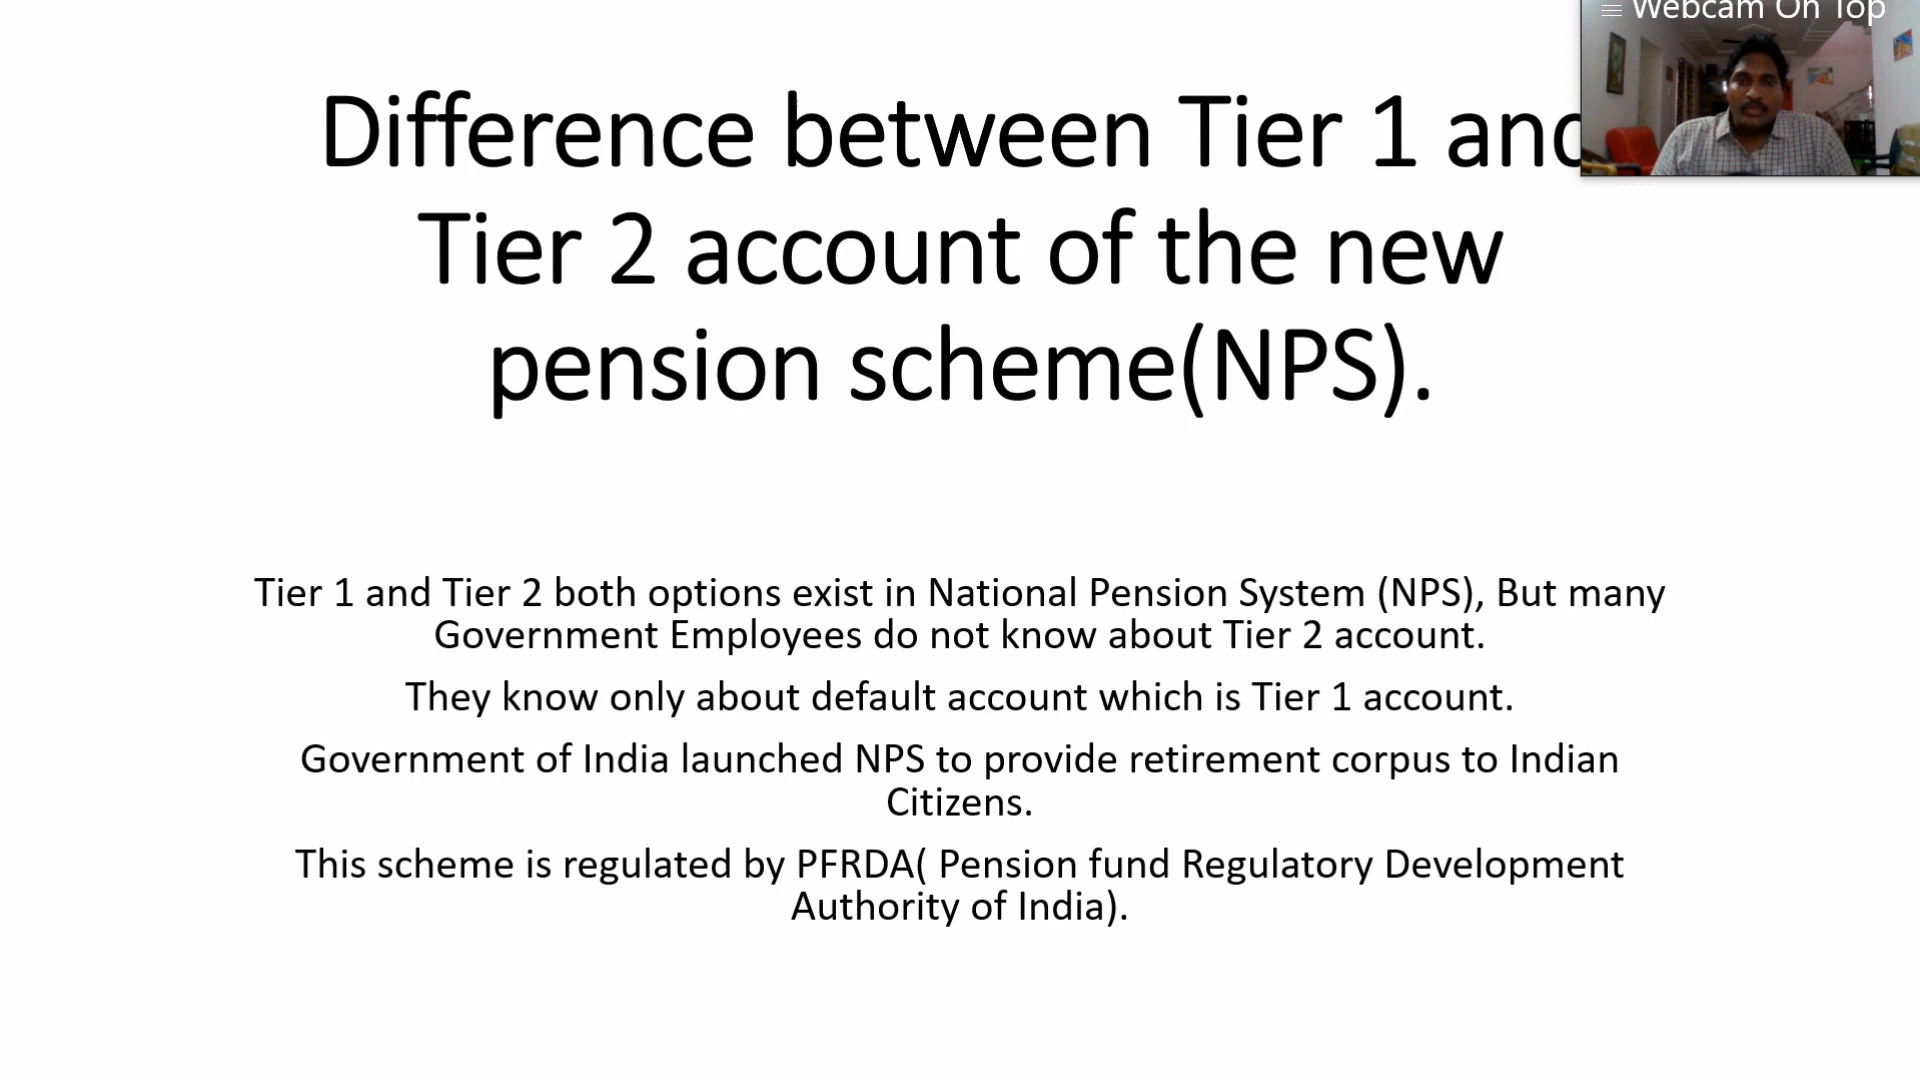 Webcam On Top
Difference between Tier 1 and
Tier 2 account of the new
pension scheme(NPS).
Tier 1 and Tier 2 both options exist in National Pension System (NPS), But many
Government Employees do not know about Tier 2 account.
They know only about default account which is Tier 1 account.
Government of India launched NPS to provide retirement corpus to Indian
Citizens.
This scheme is regulated by PFRDA( Pension fund Regulatory Development
Authority of India).